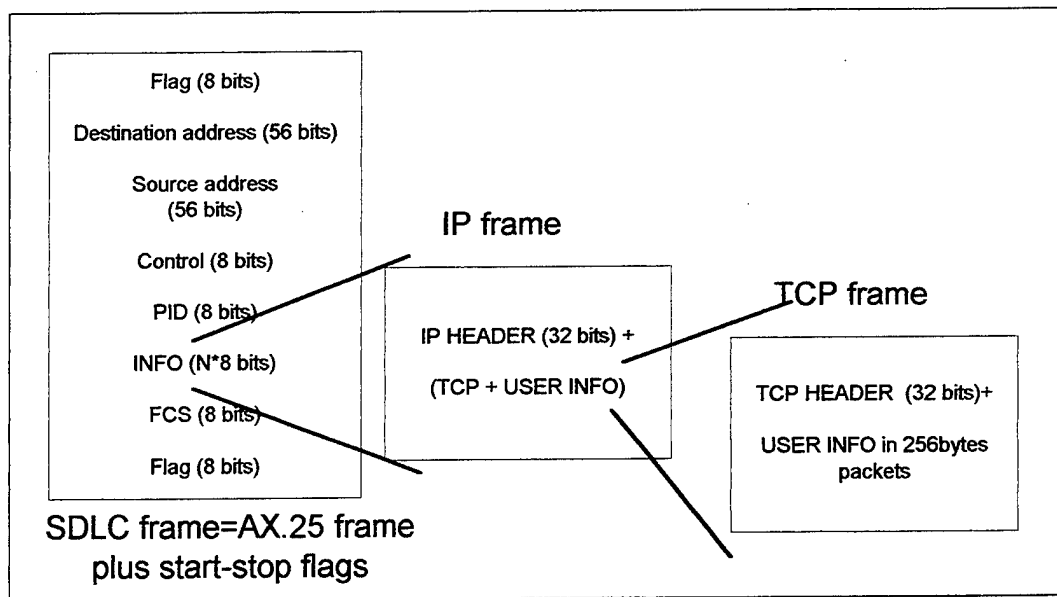 Flag (8 bits)
Destination address (56 bits)
Source address
(56 bits)
Control (8 bits)
PID (8 bits)
INFO (N*8 bits)
FCS (8 bits)
Flag (8 bits)
SDLC frame=AX.25 frame
plus start-stop flags
IP frame
IP HEADER (32 bits) +
(TCP + USER INFO)
TCP frame
TCP HEADER (32 bits)+
USER INFO in 256bytes
packets